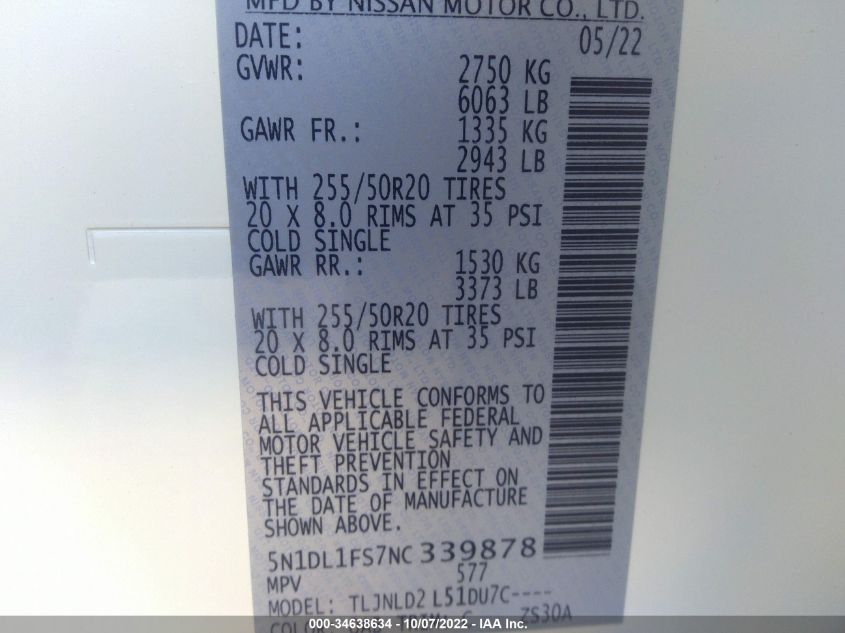 MFD BY NISSAN MOTOR CO., LTD.
DATE: 05/22
GVWR: 2750 KG
6063 LB
GAWR FR.: 1335 KG
2943 LB
WITH 255/50R20 TIRES
20 X 8.0 RIMS AT 35 PSI
COLD SINGLE
GAWR RR.: 1530 KG
3373 LB
WITH 255/50R20 TIRES
20 X 8.0 RIMS AT 35 PSI
COLD SINGLE
THIS VEHICLE CONFORMS TO
ALL APPLICABLE FEDERAL
MOTOR VEHICLE SAFETY AND
THEFT PREVENTION
STANDARDS IN EFFECT ON
THE DATE OF MANUFACTURE
SHOWN ABOVE.
5N1DL1FS7NC339878
MPV 577
MODEL: TLJNLD2 L51DU7C----
COLOR: ZS30A
000-34638634 - 10/07/2022 - IAA Inc.